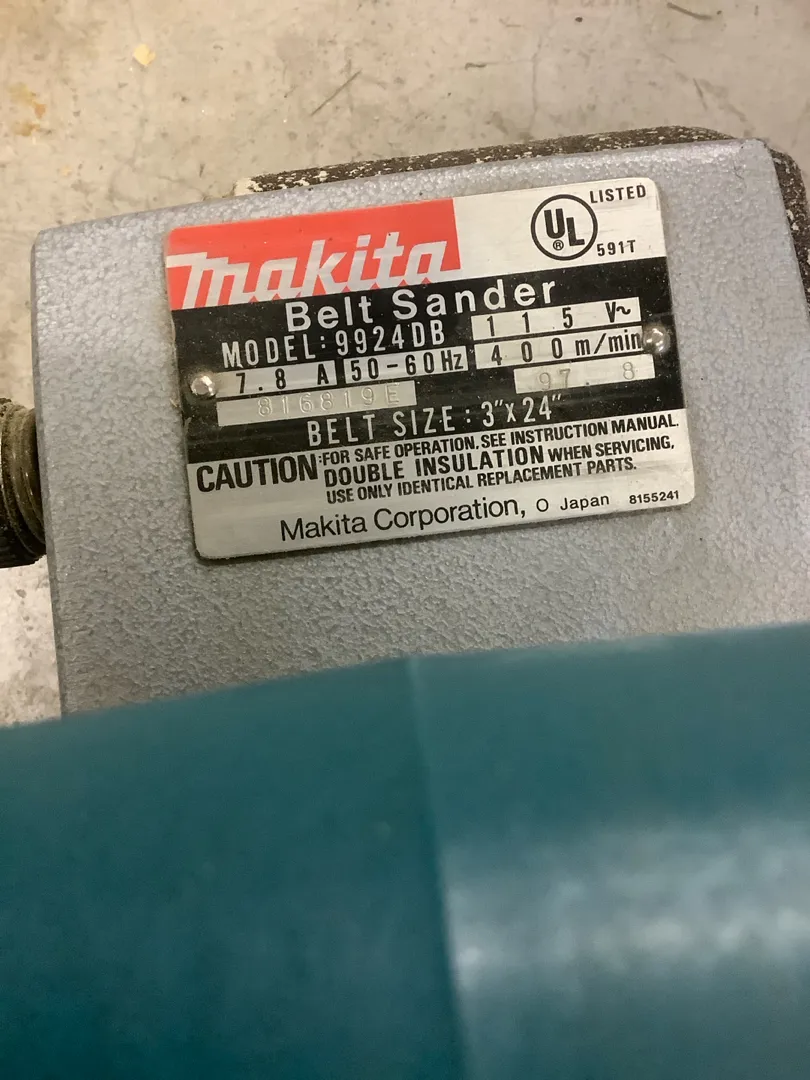 makita
LISTED
UL
®
591T
Belt Sander
MODEL: 9924DB
115 V~
7.8 A 50-60Hz 400 m/min
816819E
97. 8
BELT SIZE: 3"x24"
CAUTION: FOR SAFE OPERATION, SEE INSTRUCTION MANUAL.
DOUBLE INSULATION WHEN SERVICING,
USE ONLY IDENTICAL REPLACEMENT PARTS.
Makita Corporation, O Japan 8155241